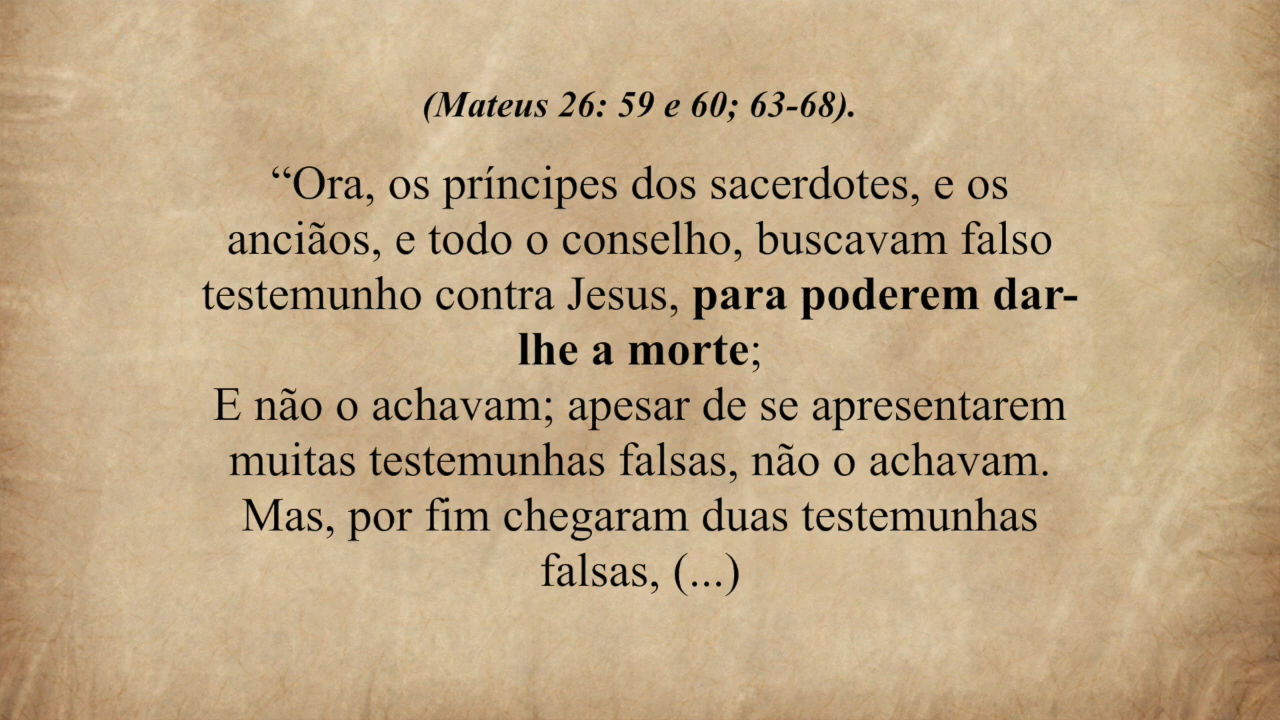 (Mateus 26: 59 e 60; 63-68).
“Ora, os príncipes dos sacerdotes, e os
anciãos, e todo o conselho, buscavam falso
testemunho contra Jesus, para poderem dar-
lhe a morte;
E não o achavam; apesar de se apresentarem
muitas testemunhas falsas, não o achavam.
Mas, por fim chegaram duas testemunhas
falsas, (...)